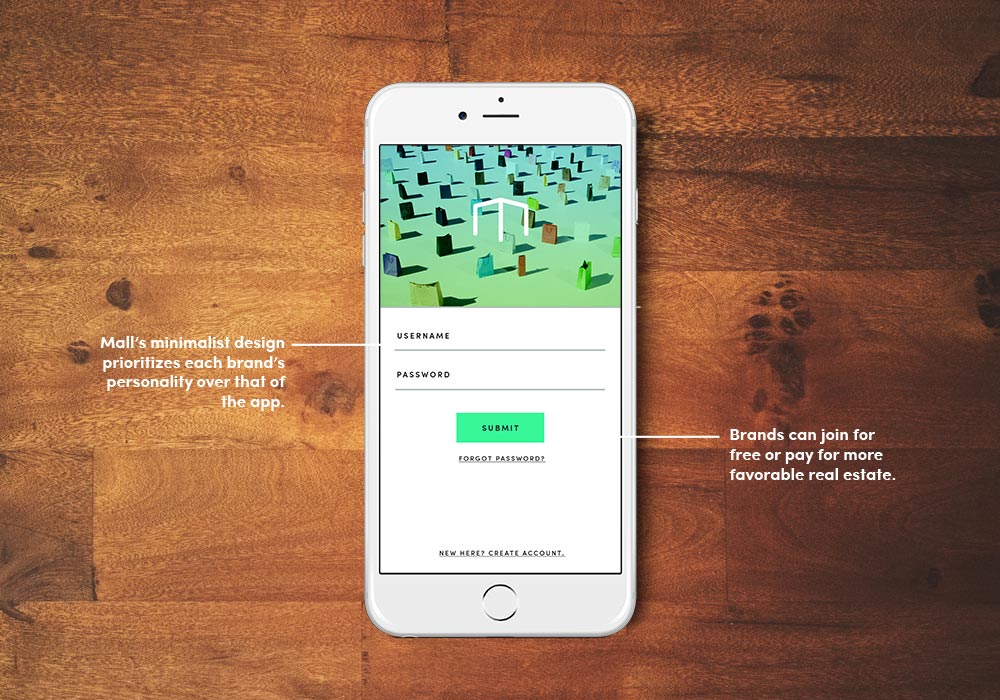 USERNAME
PASSWORD
SUBMIT
FORGOT PASSWORD?
NEW HERE? CREATE ACCOUNT.
Mall's minimalist design
prioritizes each brand's
personality over that of
the app.
Brands can join for
free or pay for more
favorable real estate.